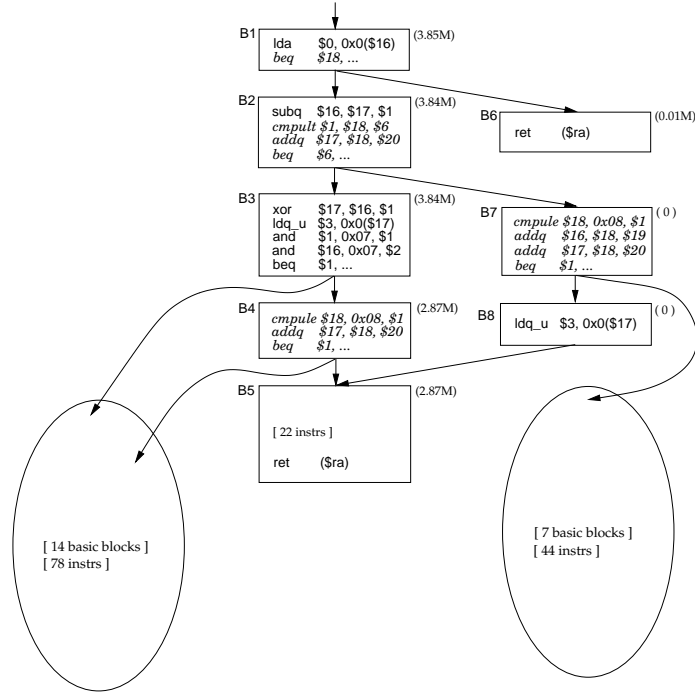 B1
(3.85M)
lda $0, 0x0($16)
beq $18, ...
B2
(3.84M)
subq $16, $17, $1
cmpult $1, $18, $6
addq $17, $18, $20
beq $6, ...
B6
(0.01M)
ret ($ra)
B3
(3.84M)
xor $17, $16, $1
ldq_u $3, 0x0($17)
and $1, 0x07, $1
and $16, 0x07, $2
beq $1, ...
B7
( 0 )
cmpule $18, 0x08, $1
addq $16, $18, $19
addq $17, $18, $20
beq $1, ...
B4
(2.87M)
cmpule $18, 0x08, $1
addq $17, $18, $20
beq $1, ...
B8
( 0 )
ldq_u $3, 0x0($17)
B5
(2.87M)
[ 22 instrs ]
ret ($ra)
[ 14 basic blocks ]
[ 78 instrs ]
[ 7 basic blocks ]
[ 44 instrs ]